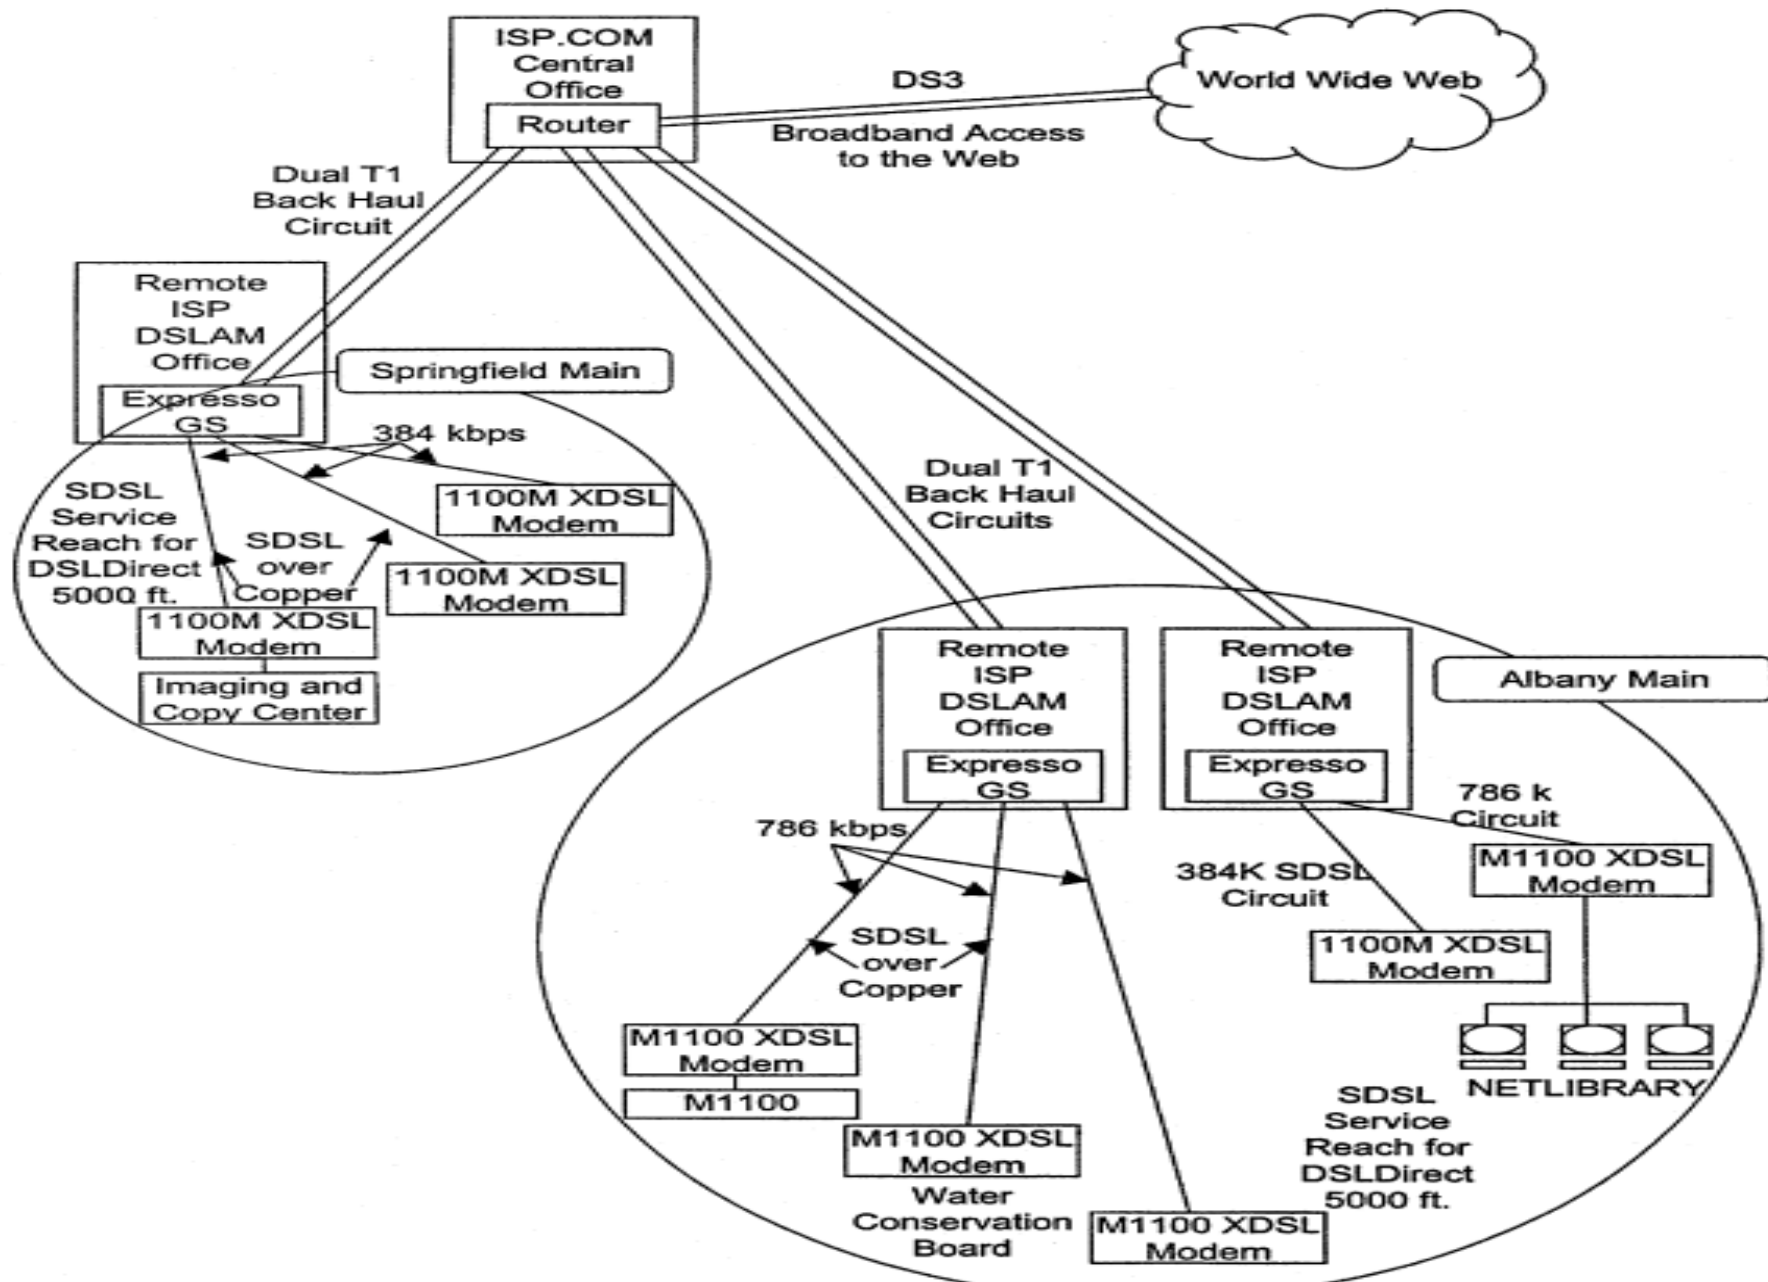 ISP.COM
Central
Office
Router
DS3
Broadband Access
to the Web
World Wide Web
Dual T1
Back Haul
Circuit
Remote
ISP
DSLAM
Office
Expresso
GS
Springfield Main
384 kbps
SDSL
Service
Reach for
DSLDirect
5000 ft.
SDSL
over
Copper
1100M XDSL
Modem
1100M XDSL
Modem
1100M XDSL
Modem
Imaging and
Copy Center
Dual T1
Back Haul
Circuits
Remote
ISP
DSLAM
Office
Expresso
GS
Remote
ISP
DSLAM
Office
Expresso
GS
Albany Main
786 kbps
SDSL
over
Copper
384K SDSL
Circuit
786 k
Circuit
M1100 XDSL
Modem
1100M XDSL
Modem
NETLIBRARY
M1100 XDSL
Modem
M1100
M1100 XDSL
Modem
Water
Conservation
Board
M1100 XDSL
Modem
SDSL
Service
Reach for
DSLDirect
5000 ft.